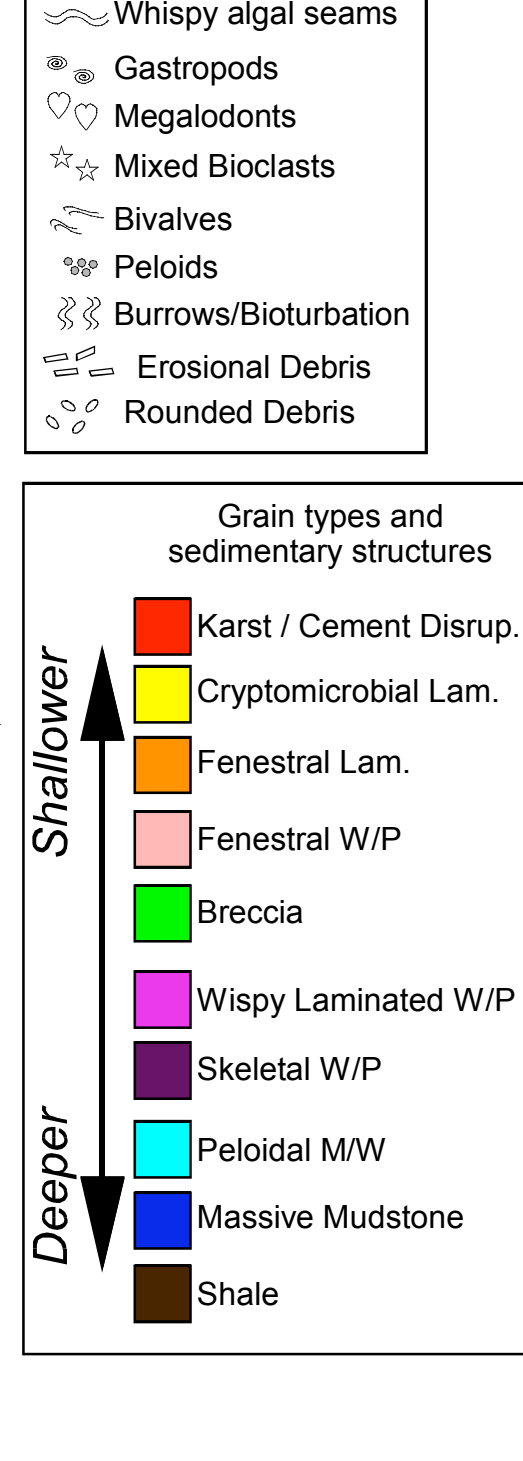 Whispy algal seams
Gastropods
Megalodonts
Mixed Bioclasts
Bivalves
Peloids
Burrows/Bioturbation
Erosional Debris
Rounded Debris
Grain types and
sedimentary structures
Shallower
Deeper
Karst / Cement Disrup.
Cryptomicrobial Lam.
Fenestral Lam.
Fenestral W/P
Breccia
Wispy Laminated W/P
Skeletal W/P
Peloidal M/W
Massive Mudstone
Shale